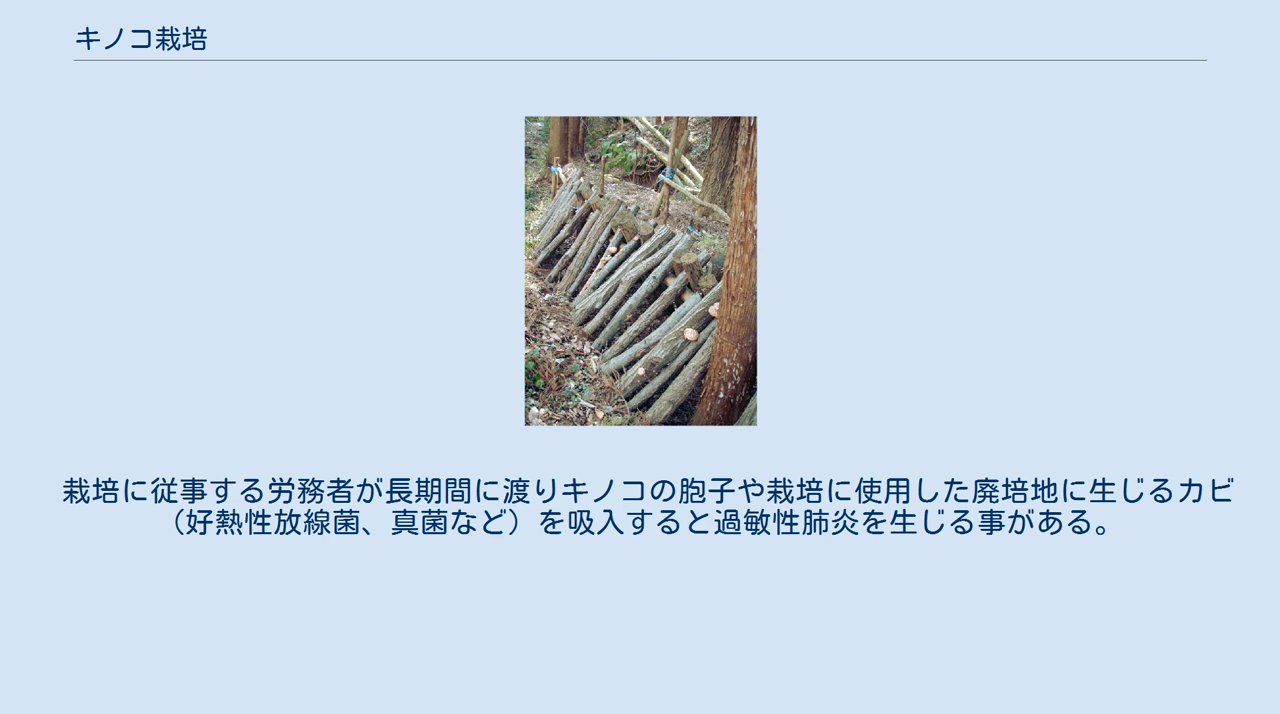 キノコ栽培
栽培に従事する労務者が長期間に渡りキノコの胞子や栽培に使用した廃培地に生じるカビ
（好熱性放線菌、真菌など）を吸入すると過敏性肺炎を生じる事がある。